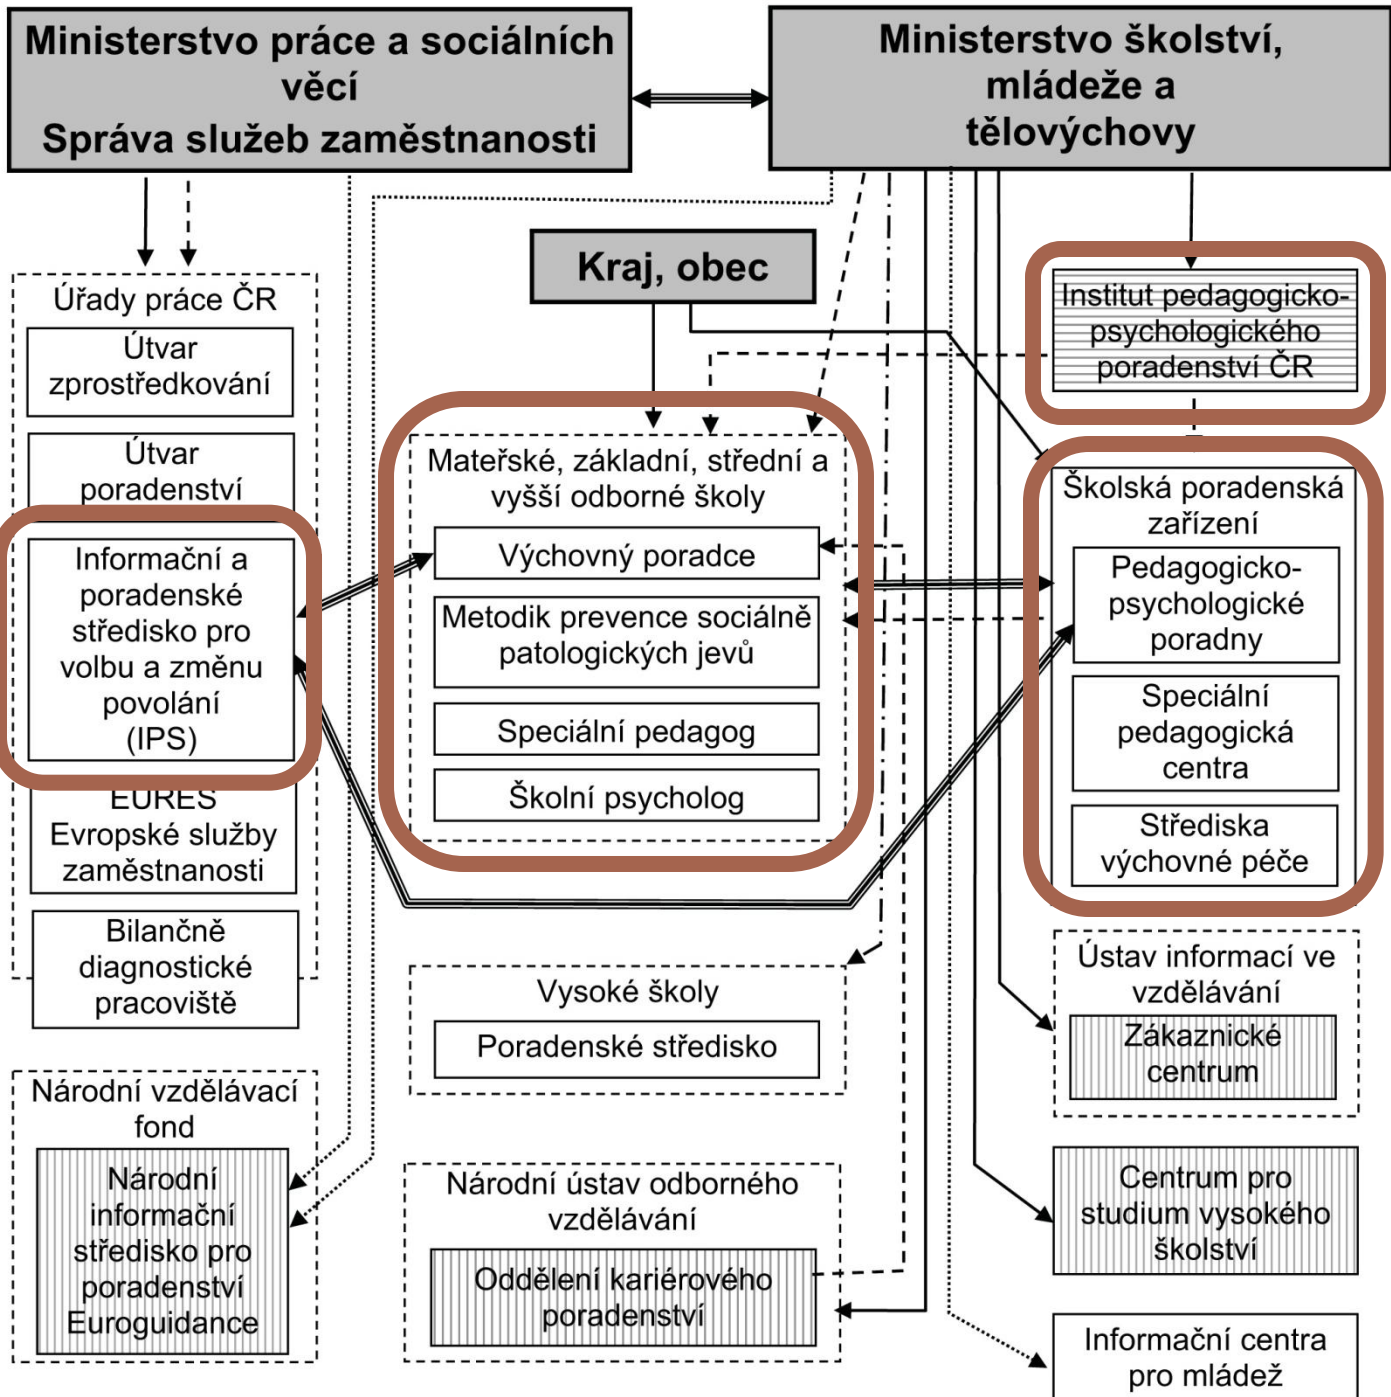 Ministerstvo práce a sociálních
věcí
Správa služeb zaměstnanosti
Ministerstvo školství,
mládeže a
tělovýchovy
Kraj, obec
Úřady práce ČR
Útvar
zprostředkování
Útvar
poradenství
Informační a
poradenské
středisko pro
volbu a změnu
povolání
(IPS)
EURES
Evropské služby
zaměstnanosti
Bilančně
diagnostické
pracoviště
Národní vzdělávací
fond
Národní
informační
středisko pro
poradenství
Euroguidance
Mateřské, základní, střední a
vyšší odborné školy
Výchovný poradce
Metodik prevence sociálně
patologických jevů
Speciální pedagog
Školní psycholog
Vysoké školy
Poradenské středisko
Národní ústav odborného
vzdělávání
Oddělení kariérového
poradenství
Institut pedagogicko-
psychologického
poradenství ČR
Školská poradenská
zařízení
Pedagogicko-
psychologické
poradny
Speciální
pedagogická
centra
Střediska
výchovné péče
Ústav informací ve
vzdělávání
Zákaznické
centrum
Centrum pro
studium vysokého
školství
Informační centra
pro mládež